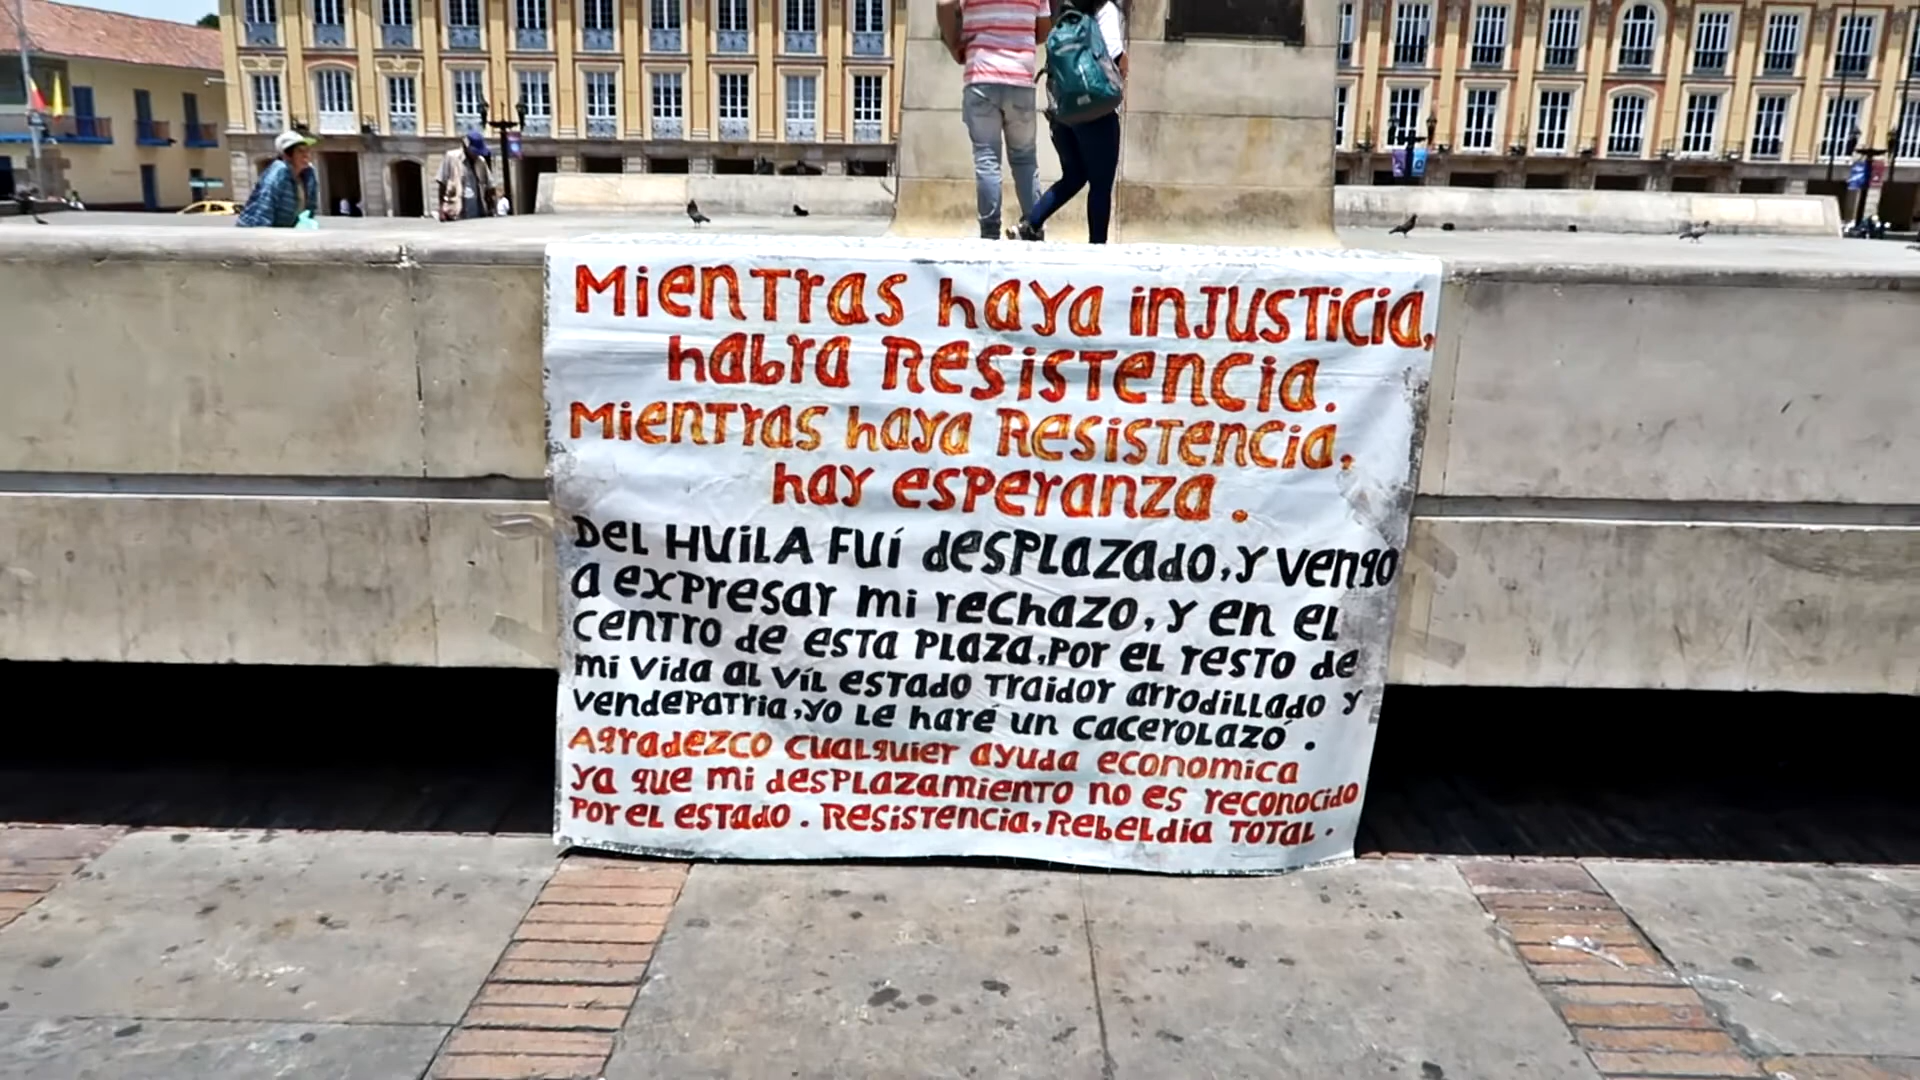 Mientras haya injusticia,
habra Resistencia.
Mientras haya Resistencia,
hay esperanza.
Del Huila fuí desplazado, y vengo
a expresar mi rechazo, y en el
centro de esta plaza, por el resto de
mi vida al víl estado traidor arrodillado y
vendepatria, yo le haré un cacerolazo.
Agradezco cualquier ayuda economica
ya que mi desplazamiento no es reconocido
por el estado. Resistencia, Rebeldia total.